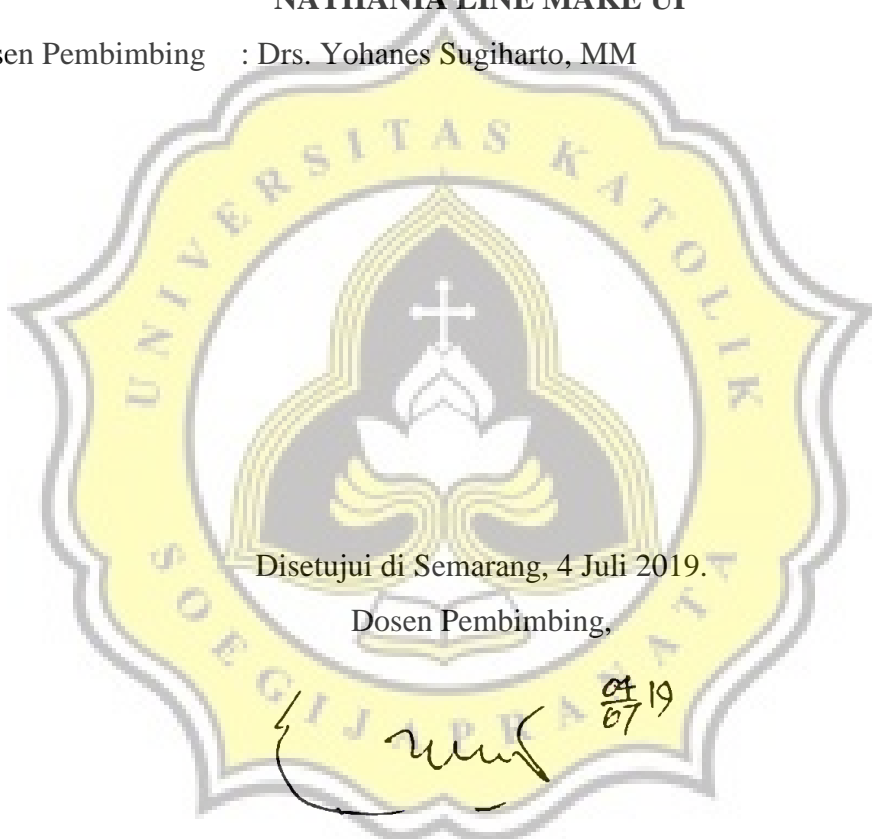 NATHANIA LINE MAKE UP
sen Pembimbing : Drs. Yohanes Sugiharto, MM
UNIVERSITAS KATOLIK
SOEGIJAPRANATA
Disetujui di Semarang, 4 Juli 2019.
Dosen Pembimbing,
04/07 19